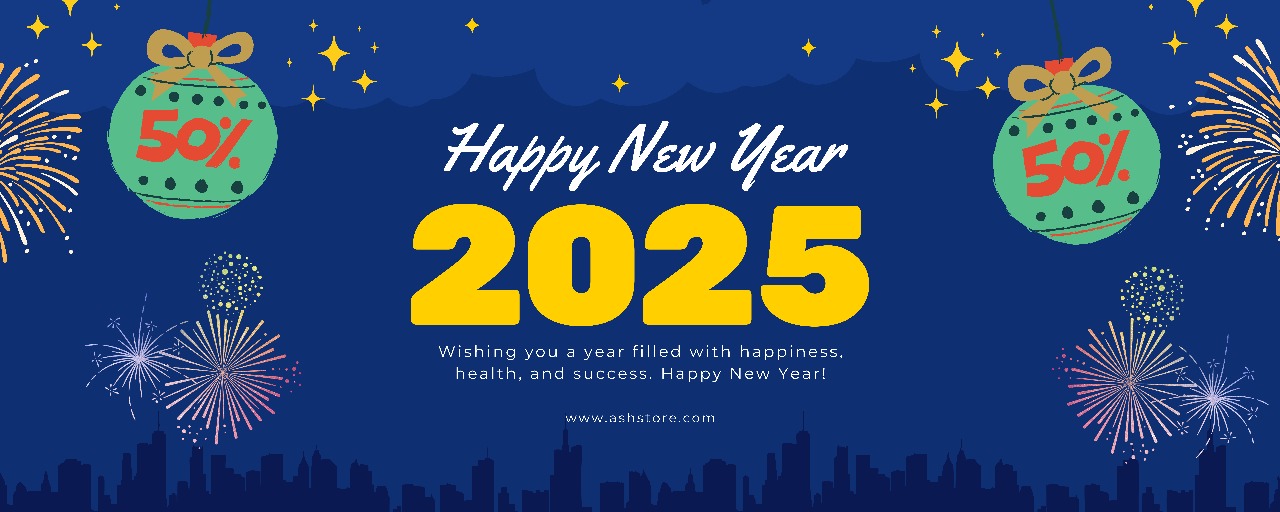 50%
50%
Happy New Year
2025
Wishing you a year filled with happiness,
health, and success. Happy New Year!
www.ashstore.com